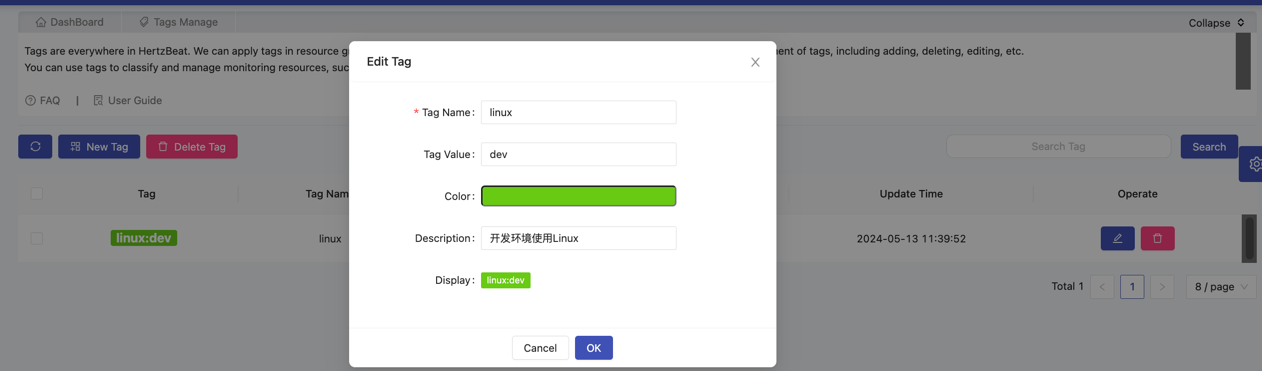 DashBoard
Tags Manage
Collapse
Tags are everywhere in HertzBeat. We can apply tags in resource g
ment of tags, including adding, deleting, editing, etc.
You can use tags to classify and manage monitoring resources, suc
FAQ | User Guide
New Tag
Delete Tag
Search Tag
Search
Tag
Tag Nam
Update Time
Operate
linux:dev
linux
2024-05-13 11:39:52
Total 1
1
8 / page
Edit Tag
* Tag Name:
linux
Tag Value:
dev
Color:
Description:
开发环境使用Linux
Display:
linux:dev
Cancel
OK